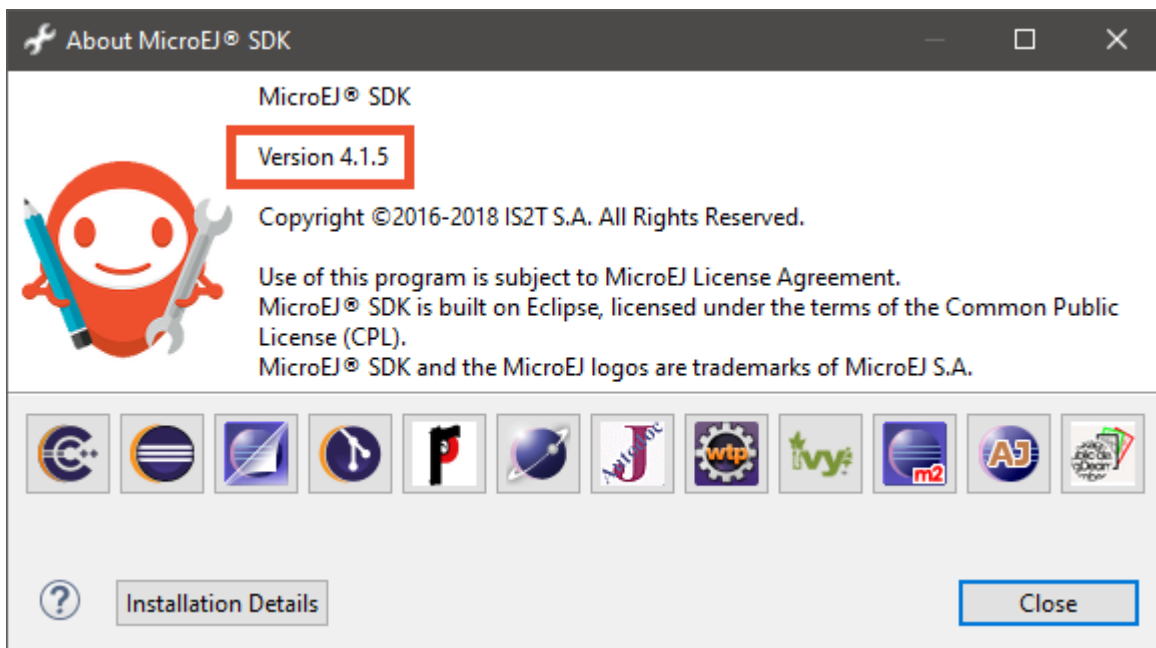 About MicroEJ® SDK
MicroEJ® SDK
Version 4.1.5
Copyright ©2016-2018 IS2T S.A. All Rights Reserved.
Use of this program is subject to MicroEJ License Agreement.
MicroEJ® SDK is built on Eclipse, licensed under the terms of the Common Public
License (CPL).
MicroEJ® SDK and the MicroEJ logos are trademarks of MicroEJ S.A.
C C++ r J Autodoc wtp ivy m2 AJ
? Installation Details Close